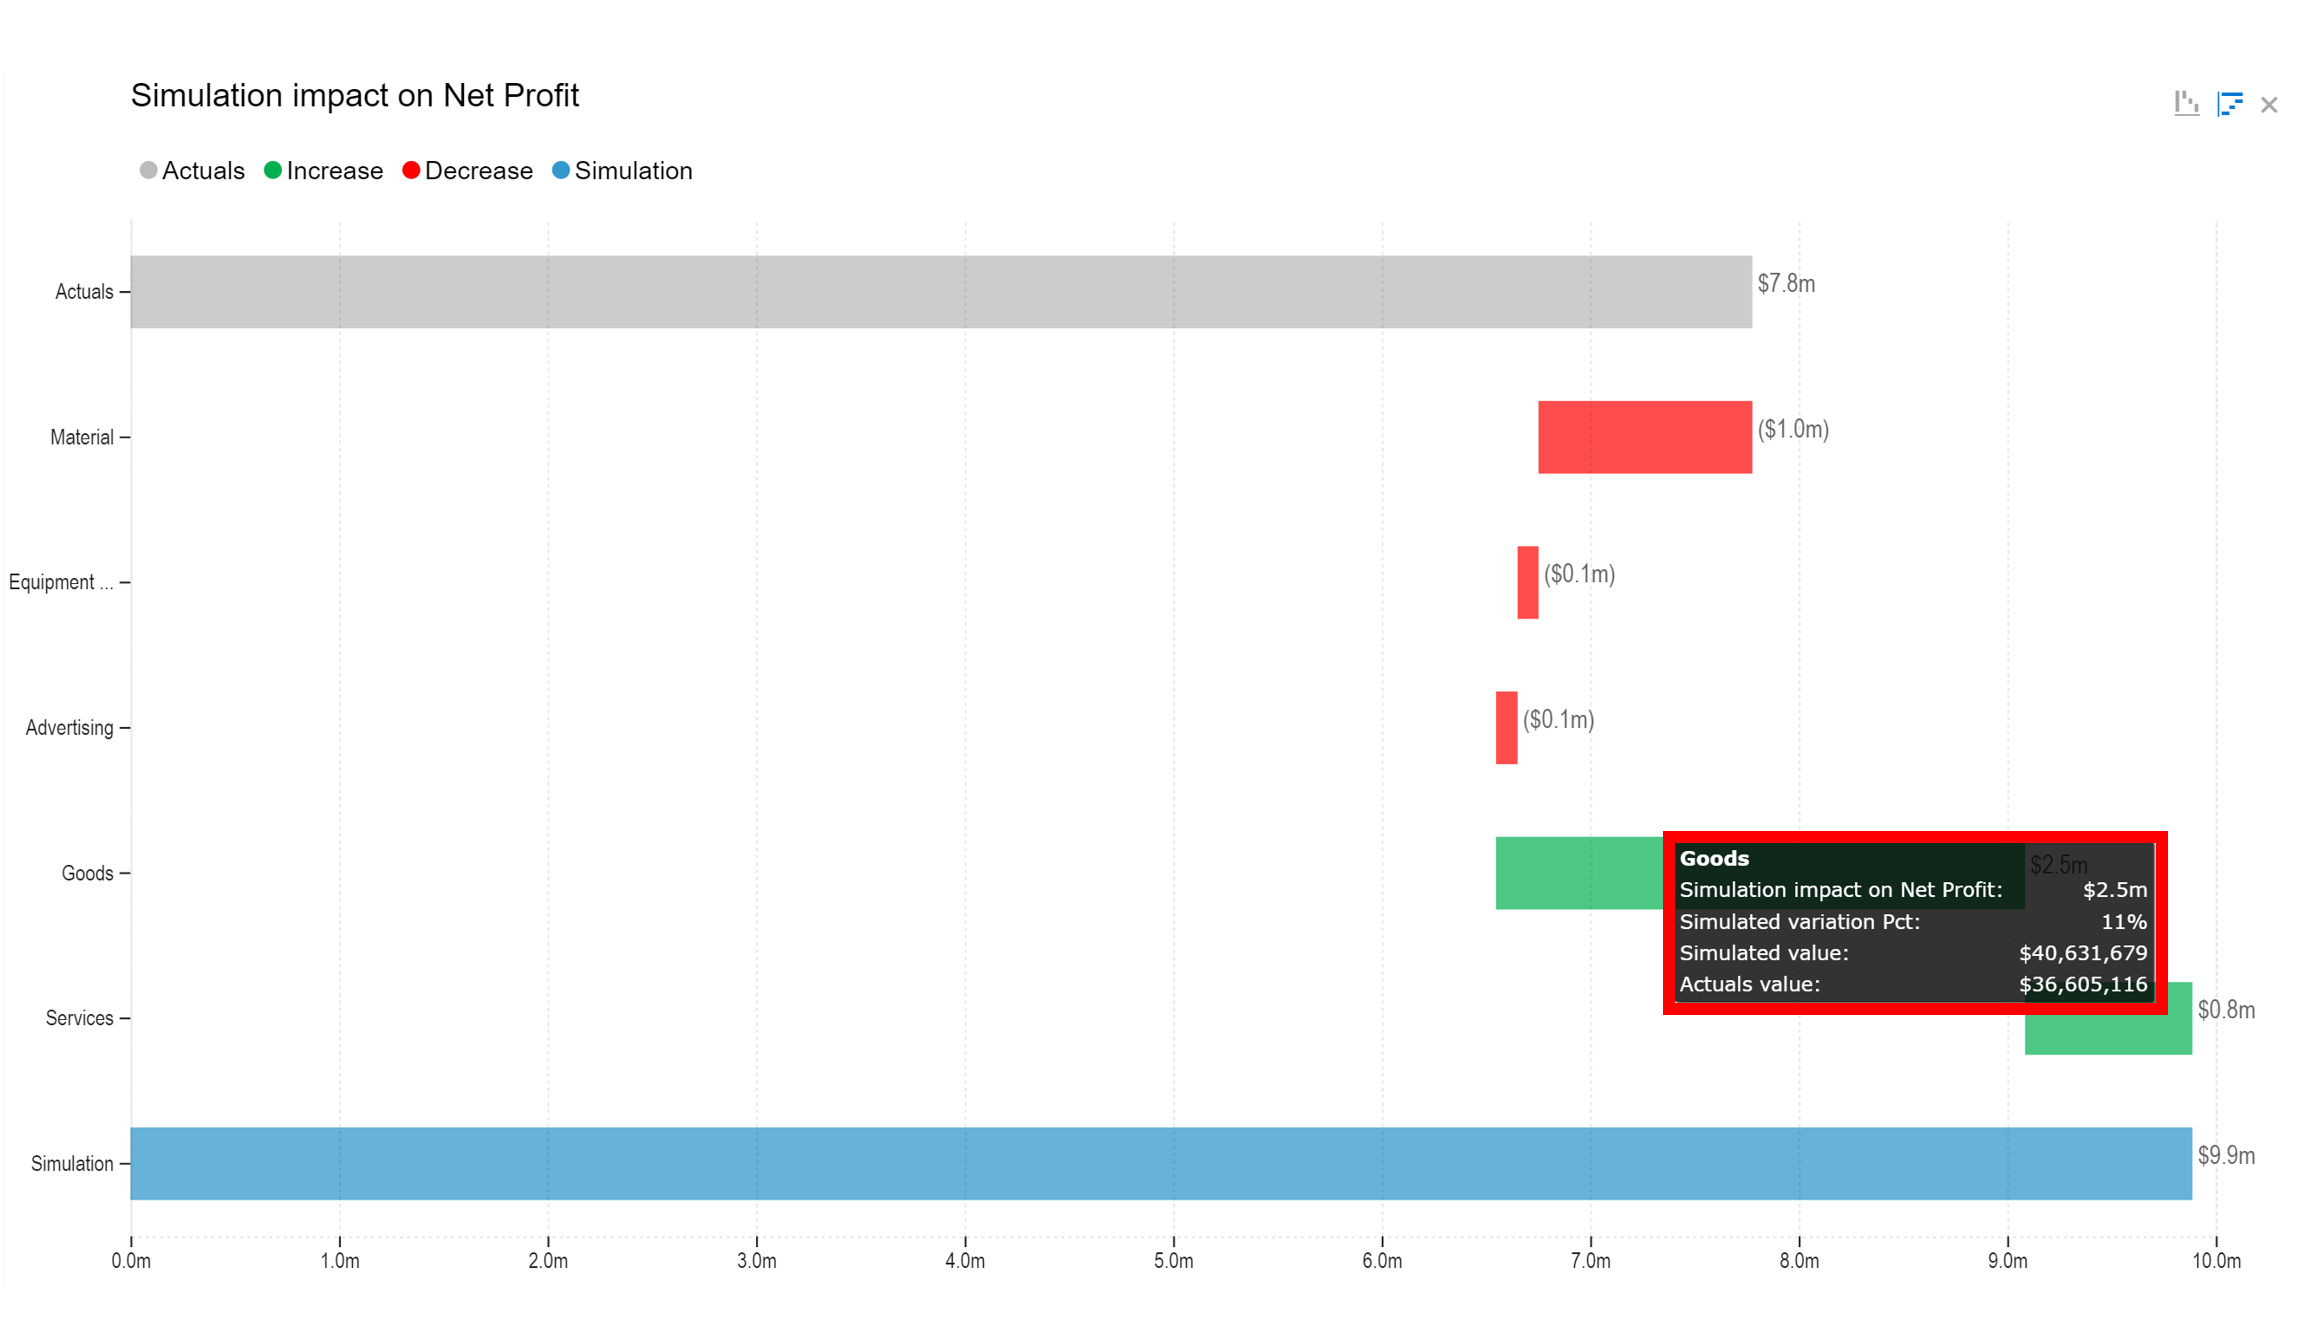 Simulation impact on Net Profit
Actuals Increase Decrease Simulation
Actuals $7.8m
Material ($1.0m)
Equipment ... ($0.1m)
Advertising ($0.1m)
Goods $2.5m
Goods
Simulation impact on Net Profit: $2.5m
Simulated variation Pct: 11%
Simulated value: $40,631,679
Actuals value: $36,605,116
Services $0.8m
Simulation $9.9m
0.0m 1.0m 2.0m 3.0m 4.0m 5.0m 6.0m 7.0m 8.0m 9.0m 10.0m